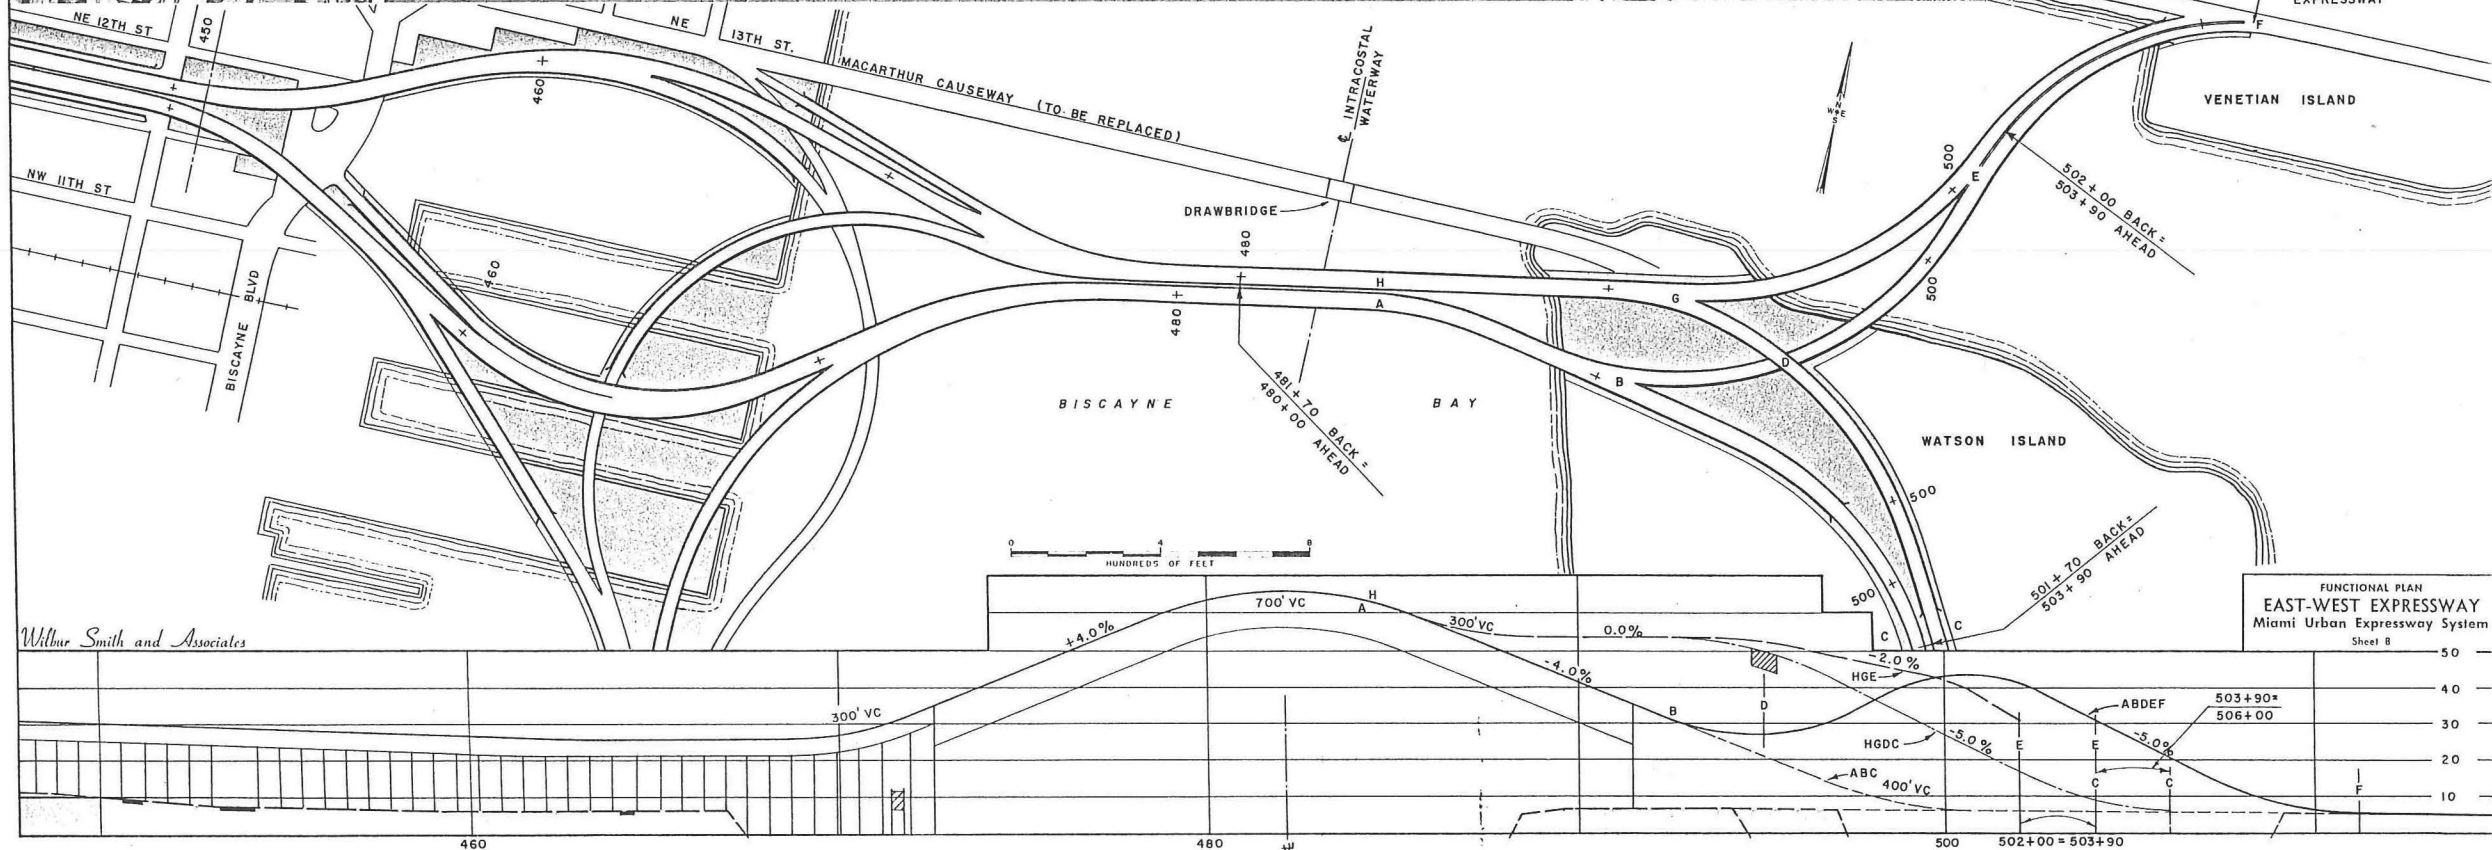 EXPRESSWAY
NE 12TH ST
450
NE
13TH ST.
MACARTHUR CAUSEWAY (TO BE REPLACED)
℄ INTRACOSTAL
WATERWAY
N
W E
S
F
VENETIAN ISLAND
460
NW 11TH ST
BISCAYNE BLVD
460
DRAWBRIDGE
480
480
H
A
G
E
500
500
502+00 BACK =
503+90 AHEAD
D
B
481+70 BACK =
480+00 AHEAD
BISCAYNE BAY
WATSON ISLAND
500
500
501+70 BACK =
503+90 AHEAD
C
C
0 4 8
HUNDREDS OF FEET
FUNCTIONAL PLAN
EAST-WEST EXPRESSWAY
Miami Urban Expressway System
Sheet 8
Wilbur Smith and Associates
+4.0%
700' VC
H
A
300' VC
0.0%
-4.0%
-2.0%
HGE
300' VC
B
D
HGDC
-5.0%
ABC
400' VC
ABDEF
503+90=
506+00
-5.0%
E
E
C
C
F
50
40
30
20
10
460
480
500
502+00 = 503+90